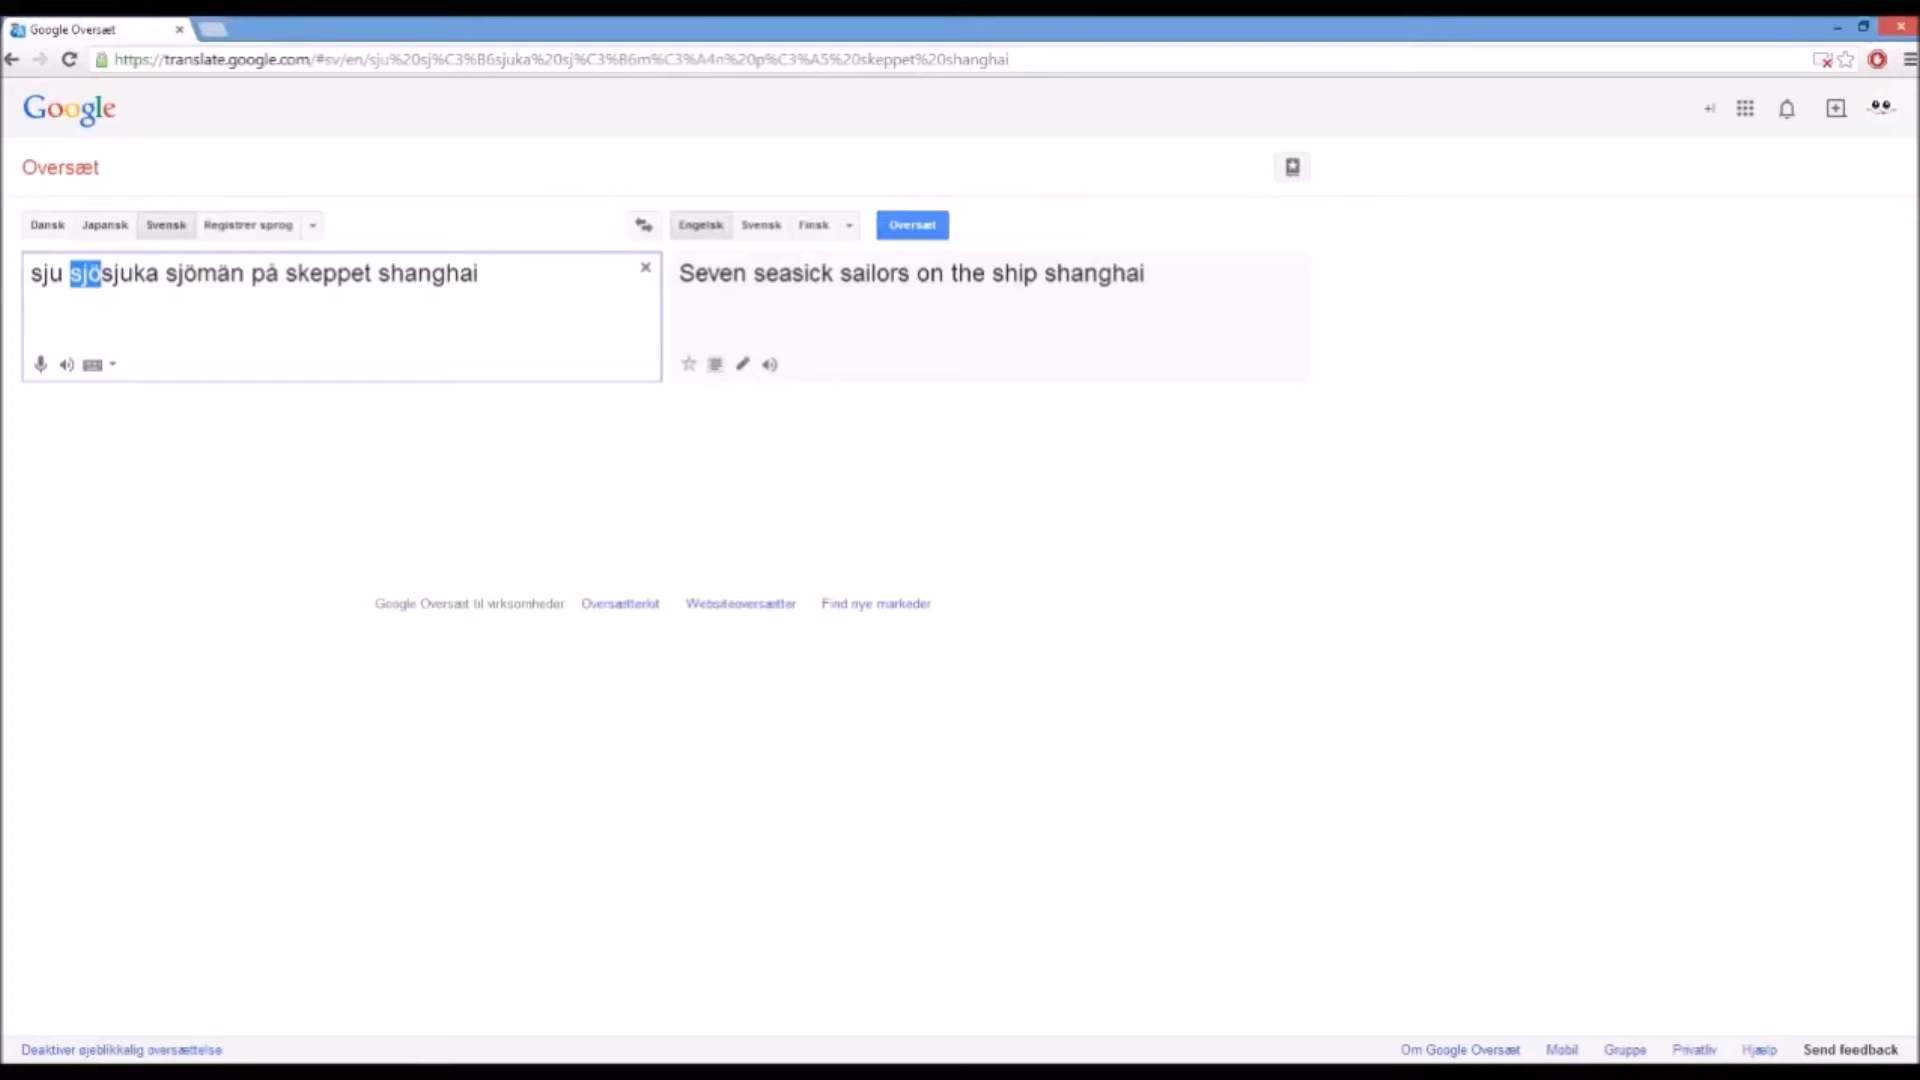 Google Oversæt
https://translate.google.com/#sv/en/sju%20sj%C3%B6sjuka%20sj%C3%B6m%C3%A4n%20p%C3%A5%20skeppet%20shanghai
Google
Oversæt
Dansk Japansk Svensk Registrer sprog Engelsk Svensk Finsk Oversæt
sju sjösjuka sjömän på skeppet shanghai
Seven seasick sailors on the ship shanghai
Google Oversæt til virksomheder Oversætterkit Websiteoversætter Find nye markeder
Deaktiver øjeblikkelig oversættelse Om Google Oversæt Mobil Gruppe Privatliv Hjælp Send feedback